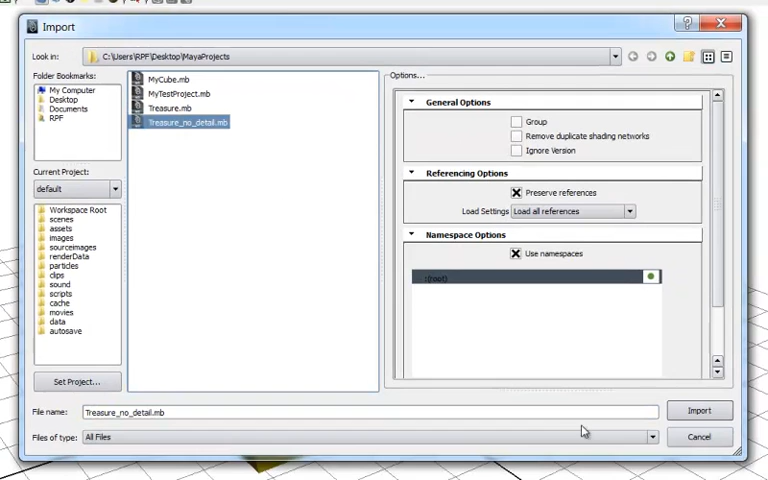 Import
?
Look in:
C:\Users\RPF\Desktop\MayaProjects
Folder Bookmarks:
My Computer
Desktop
Documents
RPF
Current Project:
default
Workspace Root
scenes
assets
images
sourceimages
renderData
particles
clips
sound
scripts
cache
movies
data
autosave
Set Project...
MyCube.mb
MyTestProject.mb
Treasure.mb
Treasure_no_detail.mb
Options...
General Options
Group
Remove duplicate shading networks
Ignore Version
Referencing Options
Preserve references
Load Settings Load all references
Namespace Options
Use namespaces
:(root)
File name: Treasure_no_detail.mb
Import
Files of type: All Files
Cancel